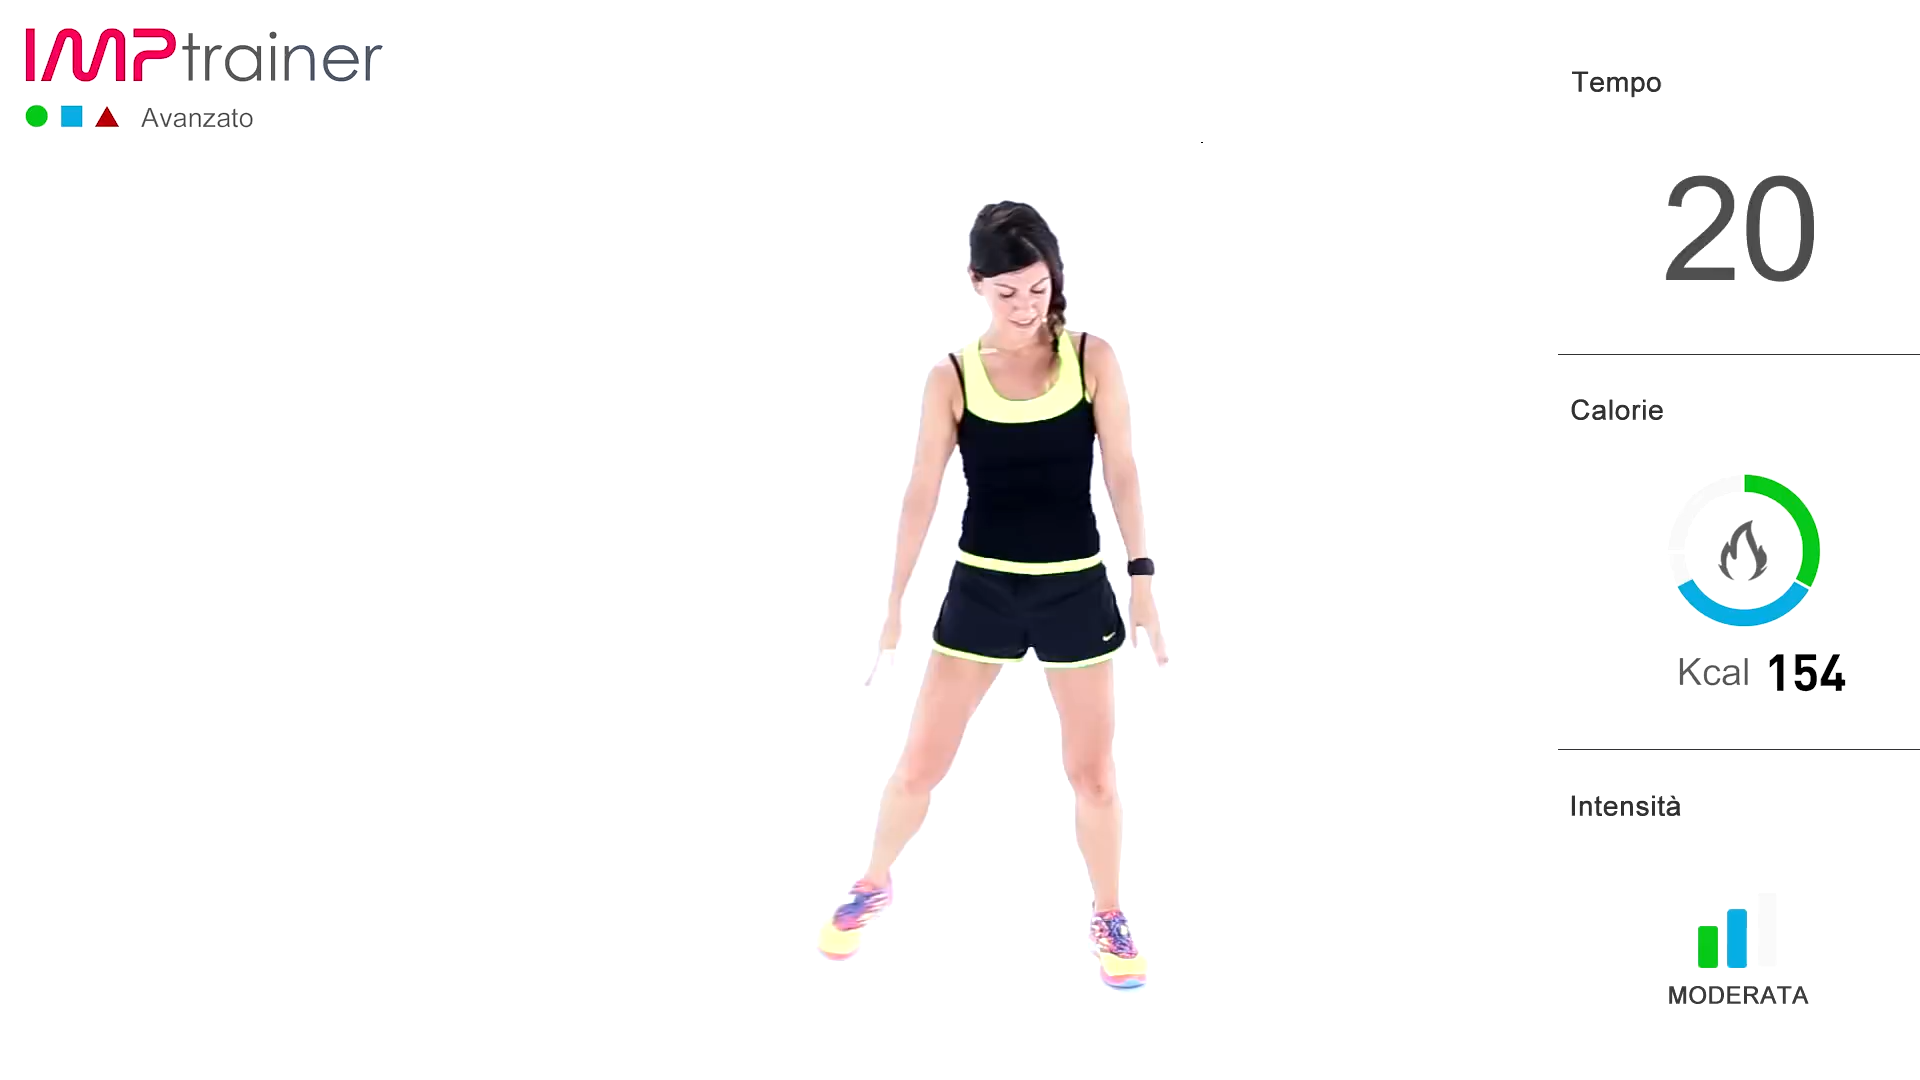 IMPtrainer
Avanzato
Tempo
20
Calorie
Kcal 154
Intensità
MODERATA